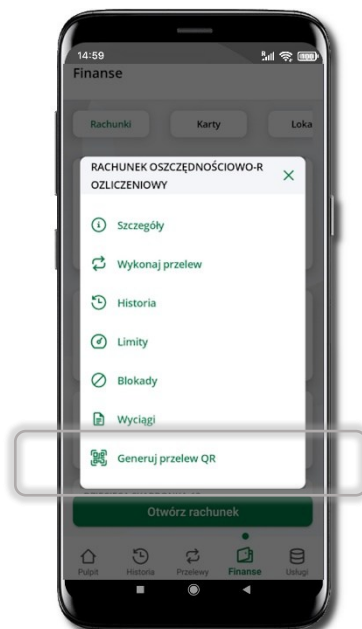 14:59
Finanse
Rachunki Karty Loka
RACHUNEK OSZCZĘDNOŚCIOWO-R
OZLICZENIOWY
Szczegóły
Wykonaj przelew
Historia
Limity
Blokady
Wyciągi
Generuj przelew QR
Otwórz rachunek
Pulpit Historia Przelewy Finanse Usługi